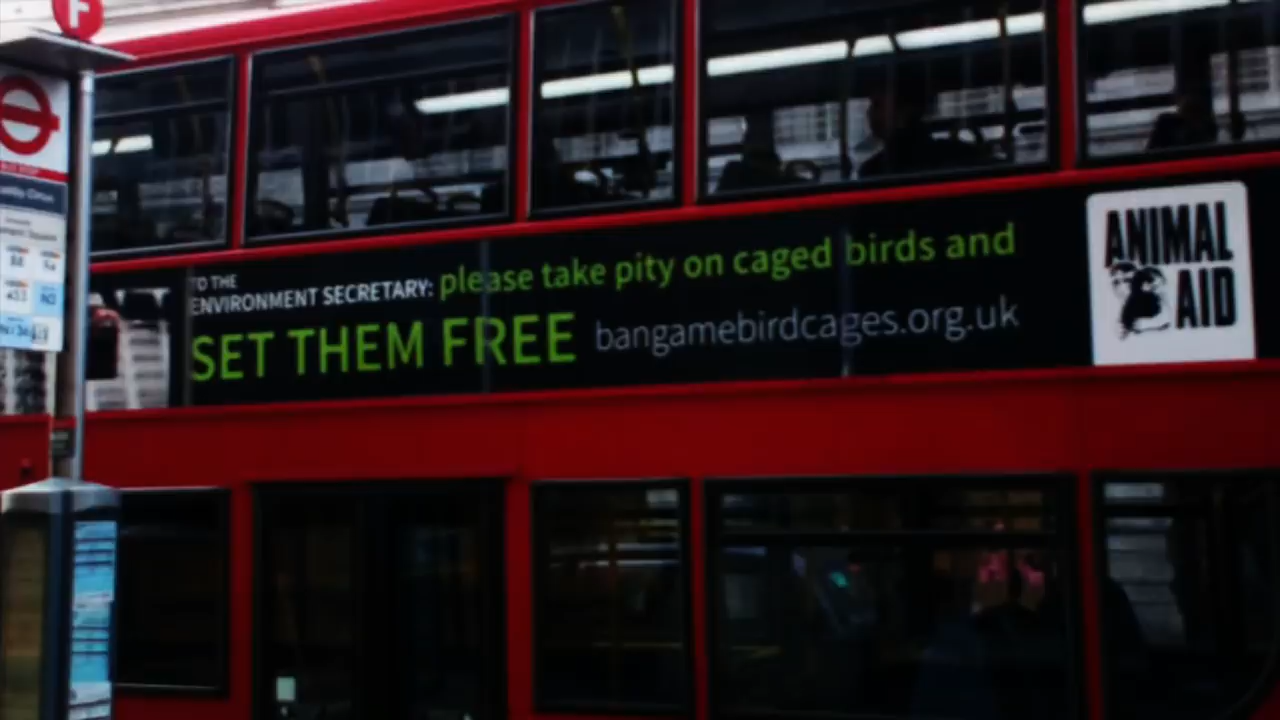 F
TO THE
ENVIRONMENT SECRETARY: please take pity on caged birds and
SET THEM FREE bangamebirdcages.org.uk
ANIMAL
AID